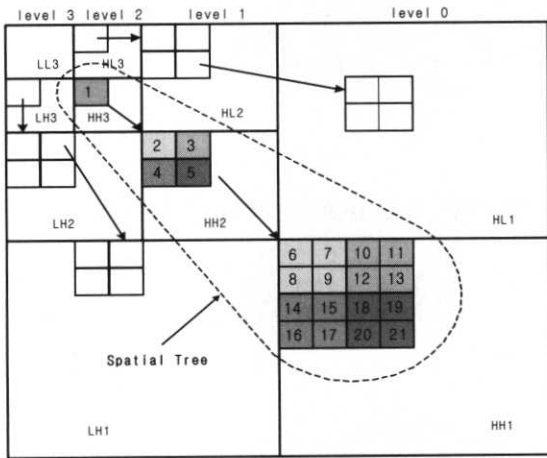 level 3 level 2 level 1 level 0
LL3 HL3
1
LH3 HH3 HL2
2 3
4 5
LH2 HH2 HL1
6 7 10 11
8 9 12 13
14 15 18 19
16 17 20 21
Spatial Tree
LH1 HH1